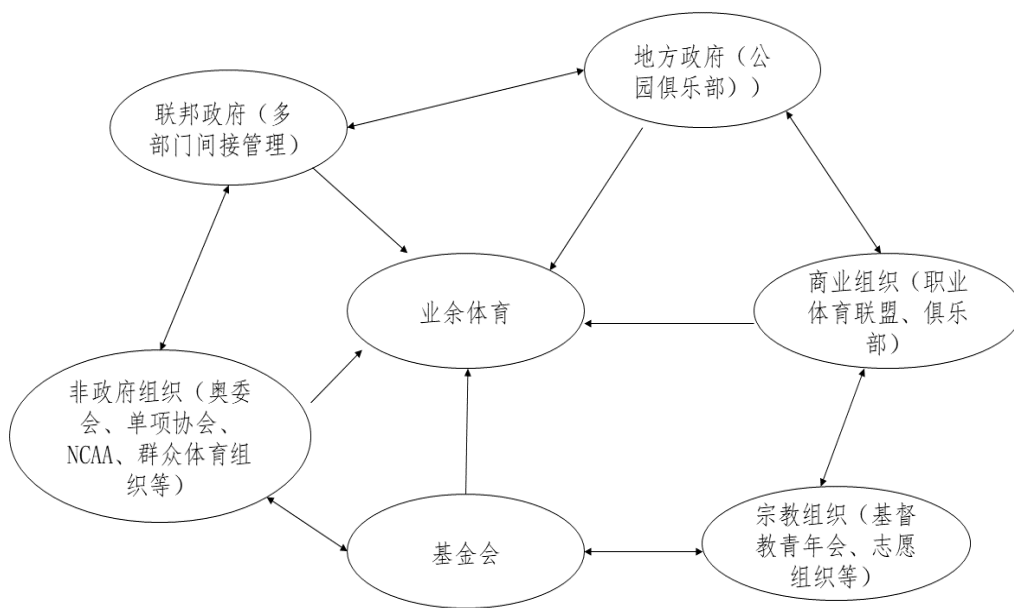 地方政府（公
园俱乐部））
联邦政府（多
部门间接管理）
业余体育
商业组织（职业
体育联盟、俱乐
部）
非政府组织（奥委
会、单项协会、
NCAA、群众体育组
织等）
基金会
宗教组织（基督
教青年会、志愿
组织等）